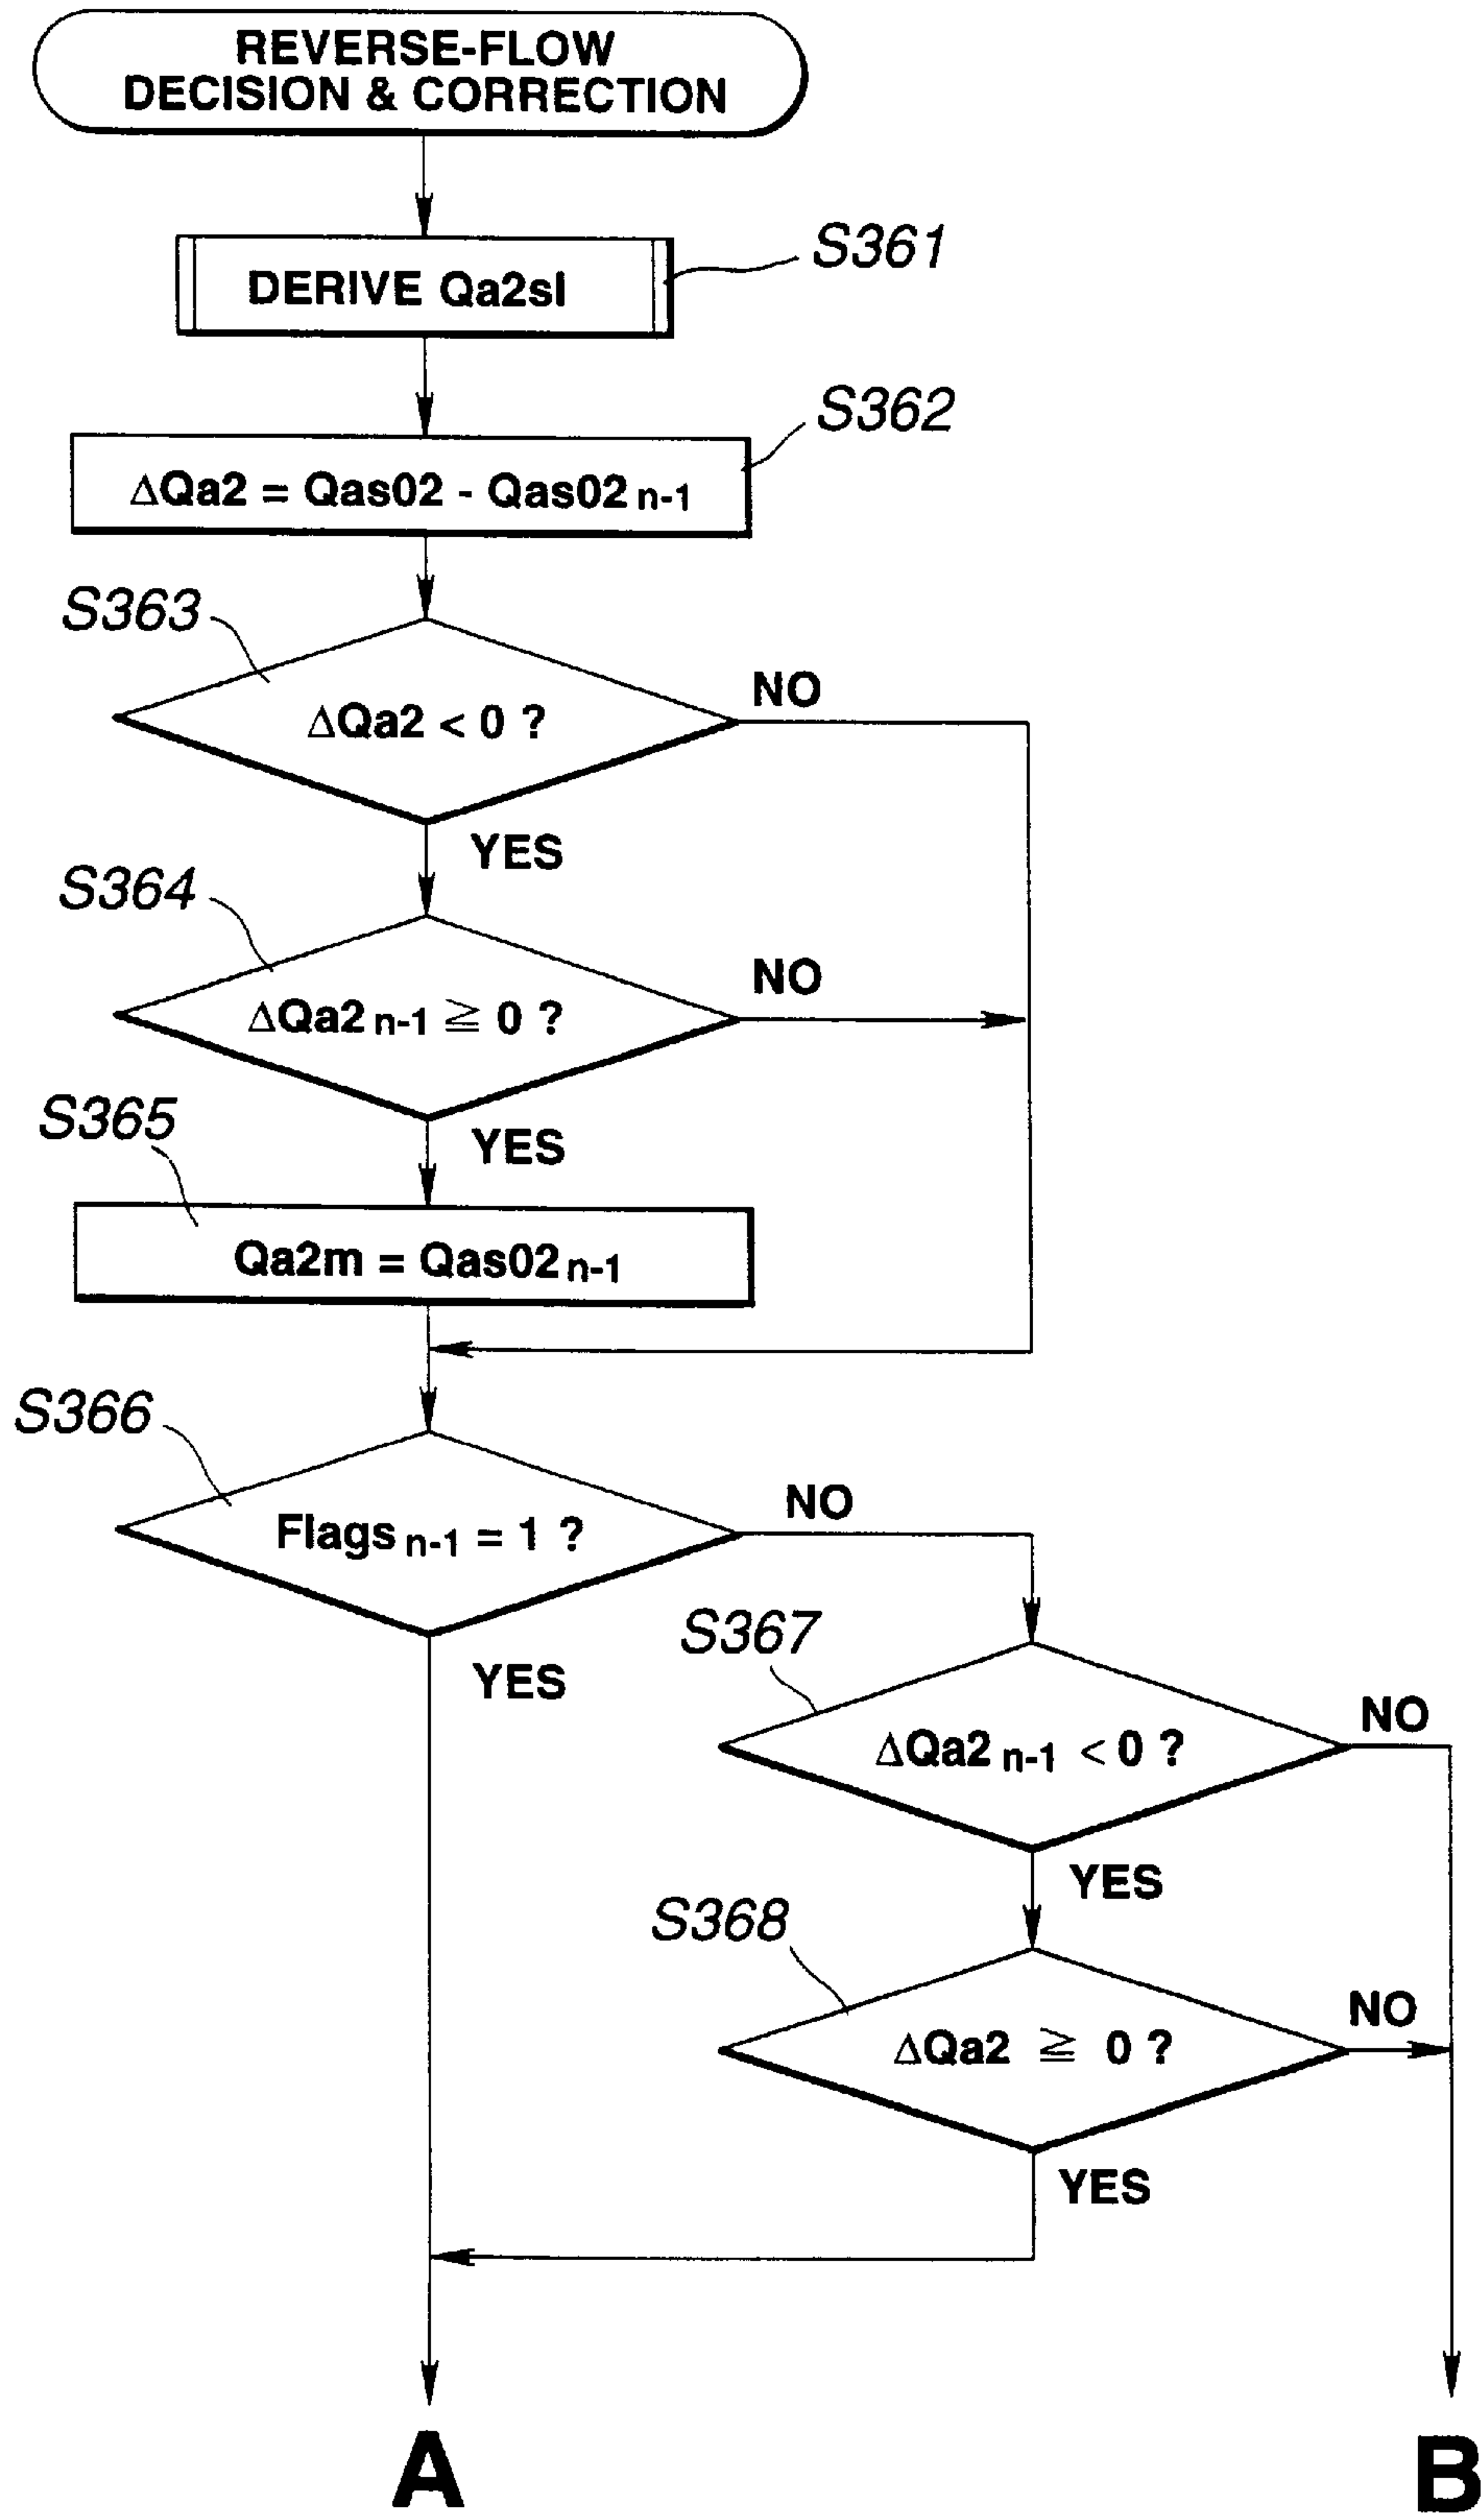 REVERSE-FLOW
DECISION & CORRECTION
S361
DERIVE Qa2sl
S362
ΔQa2 = Qas02 - Qas02 n-1
S363
NO
ΔQa2 < 0 ?
YES
S364
NO
ΔQa2 n-1 ≧ 0 ?
S365
YES
Qa2m = Qas02 n-1
S366
NO
Flags n-1 = 1 ?
S367
YES
NO
ΔQa2 n-1 < 0 ?
YES
S368
NO
ΔQa2 ≧ 0 ?
YES
A
B